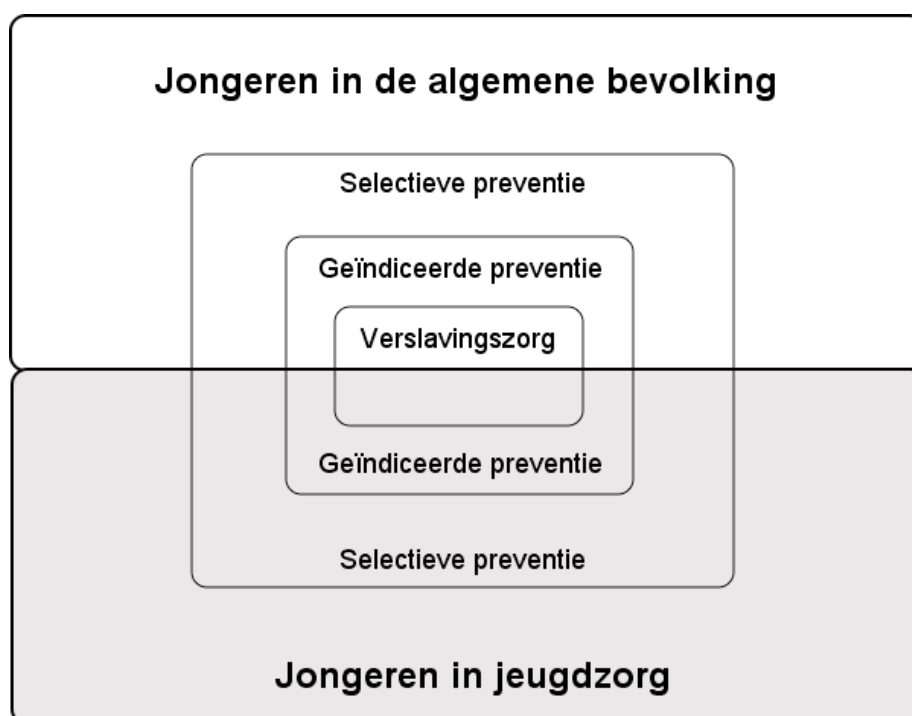 Jongeren in de algemene bevolking
Selectieve preventie
Geïndiceerde preventie
Verslavingszorg
Geïndiceerde preventie
Selectieve preventie
Jongeren in jeugdzorg